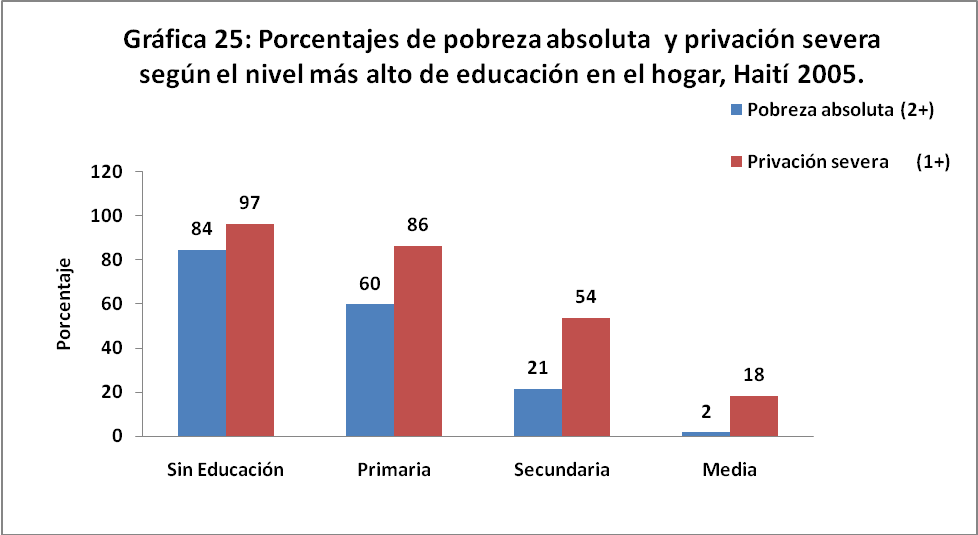 Gráfica 25: Porcentajes de pobreza absoluta y privación severa
según el nivel más alto de educación en el hogar, Haití 2005.
Pobreza absoluta (2+)
Privación severa (1+)
120
100
80
60
40
20
0
Porcentaje
84
97
60
86
21
54
2
18
Sin Educación
Primaria
Secundaria
Media